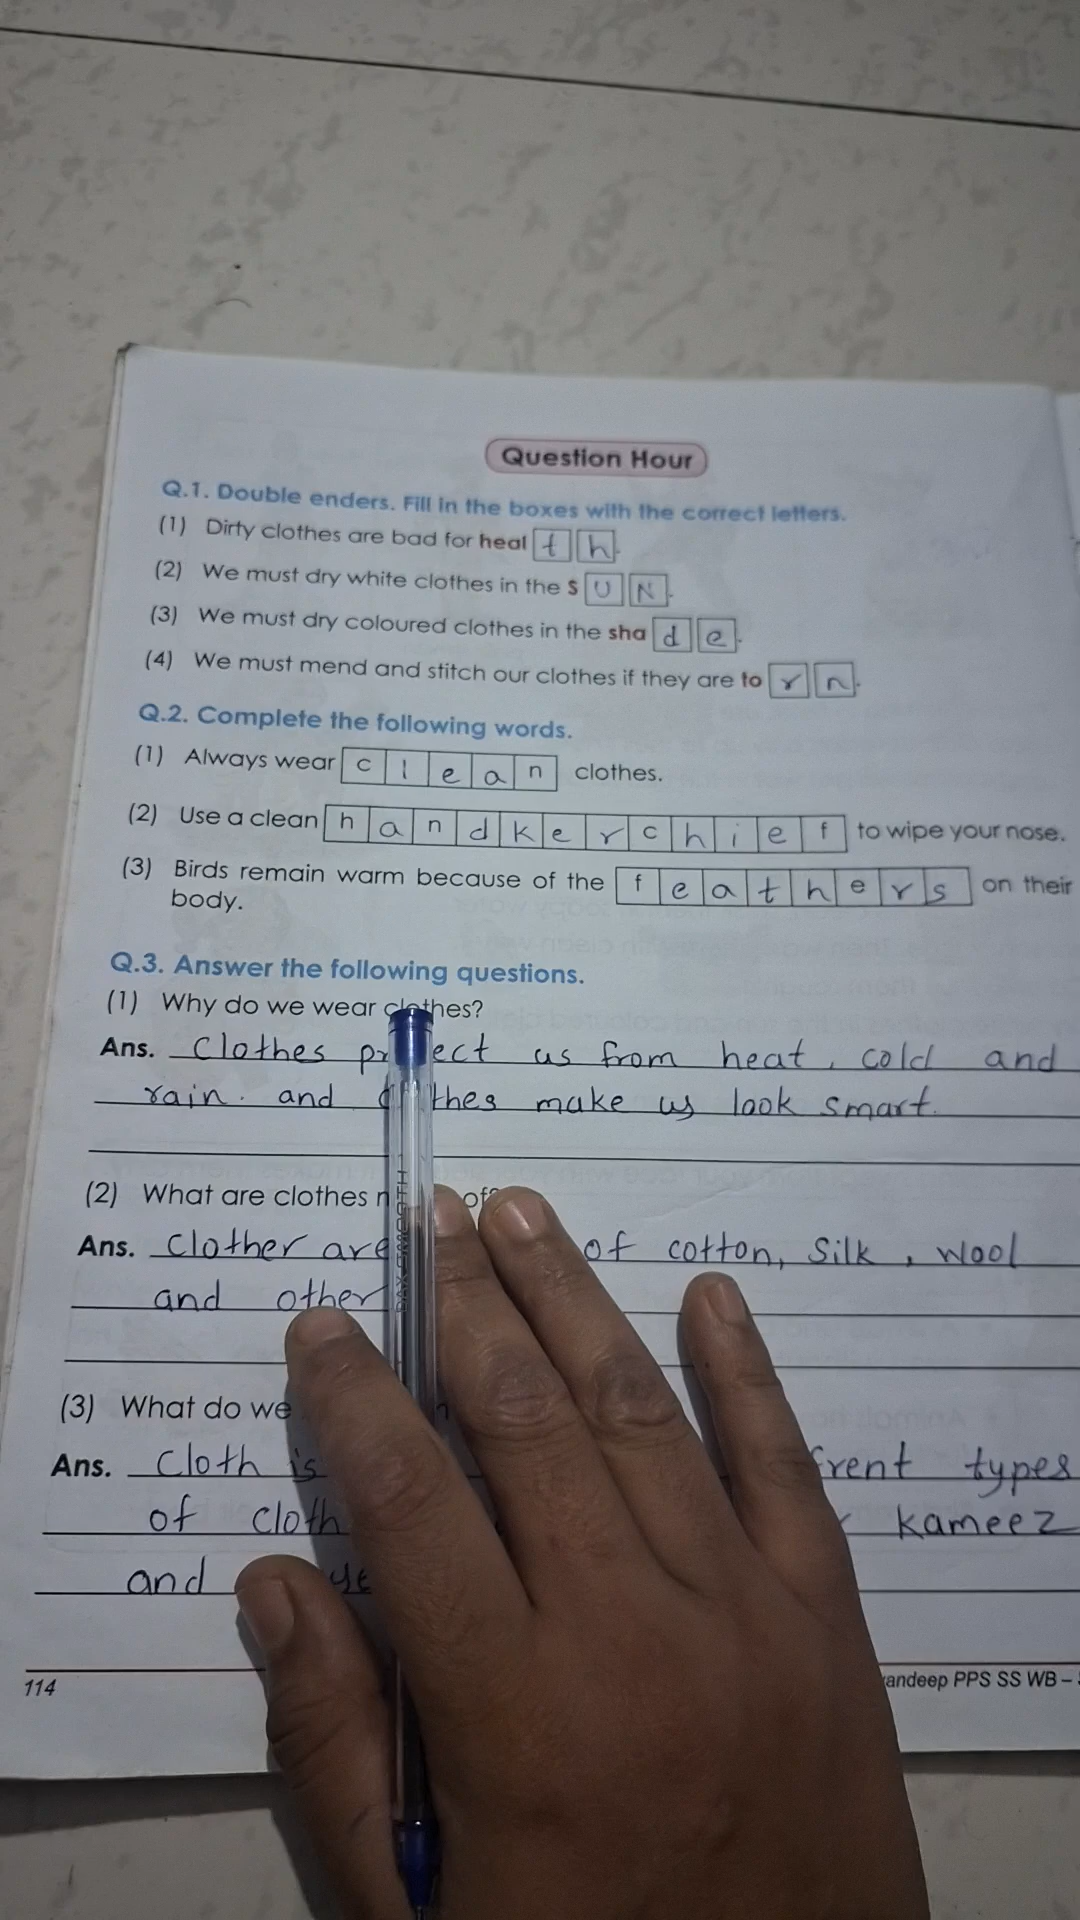 Question Hour
Q.1. Double enders. Fill in the boxes with the correct letters.
(1) Dirty clothes are bad for heal t h.
(2) We must dry white clothes in the s U N.
(3) We must dry coloured clothes in the sha d e.
(4) We must mend and stitch our clothes if they are to r n.
Q.2. Complete the following words.
(1) Always wear c l e a n clothes.
(2) Use a clean h a n d k e r c h i e f to wipe your nose.
(3) Birds remain warm because of the f e a t h e r s on their
body.
Q.3. Answer the following questions.
(1) Why do we wear clothes?
Ans. Clothes protect us from heat, cold and
rain. and clothes make us look smart.
(2) What are clothes of?
Ans. Clother are of cotton, Silk, wool
and other
(3) What do we
Ans. Cloth is types
of cloth kameez
and
114
PPS SS WB –
DAX SMOOTH